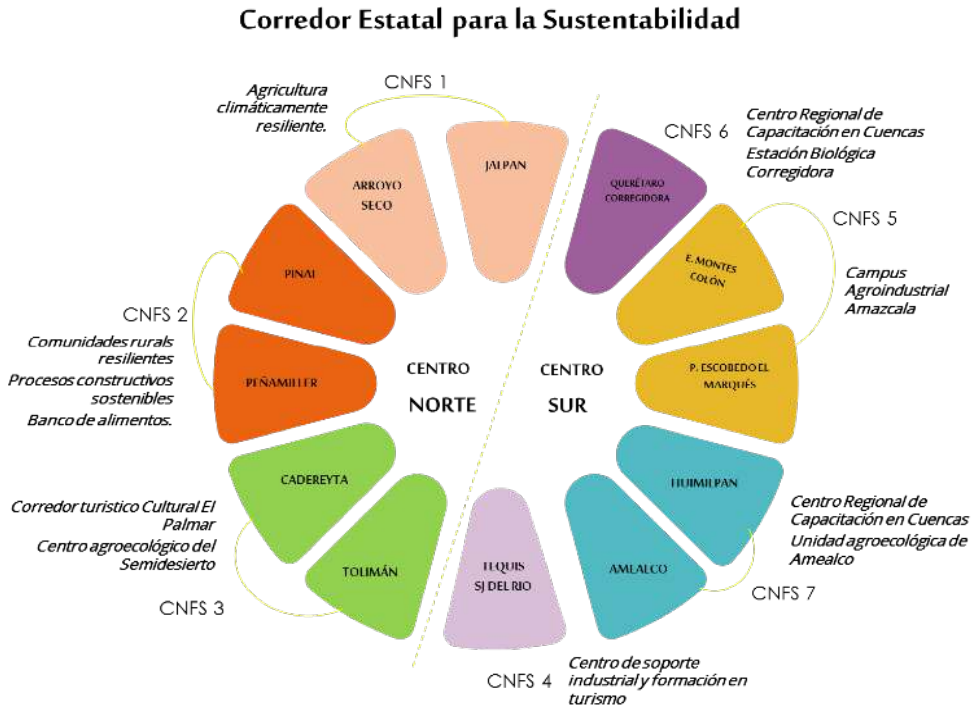 Corredor Estatal para la Sustentabilidad
CNFS 1
Agricultura
climáticamente
resiliente.
ARROYO
SECO
JALPAN
CNFS 6
Centro Regional de
Capacitación en Cuencas
Estación Biológica
Corregidora
QUERÉTARO
CORREGIDORA
CNFS 5
E. MONTES
COLÓN
Campus
Agroindustrial
Amazcala
P. ESCOBEDO EL
MARQUÉS
PINAL
CNFS 2
Comunidades rurals
resilientes
Procesos constructivos
sostenibles
Banco de alimentos.
PEÑAMILLER
CENTRO
NORTE
CENTRO
SUR
CADEREYTA
Corredor turistico Cultural El
Palmar
Centro agroecológico del
Semidesierto
TOLIMÁN
CNFS 3
TEQUIS
SJ DEL RIO
CNFS 4
Centro de soporte
industrial y formación en
turismo
HUIMILPAN
AMEALCO
Centro Regional de
Capacitación en Cuencas
Unidad agroecológica de
Amealco
CNFS 7